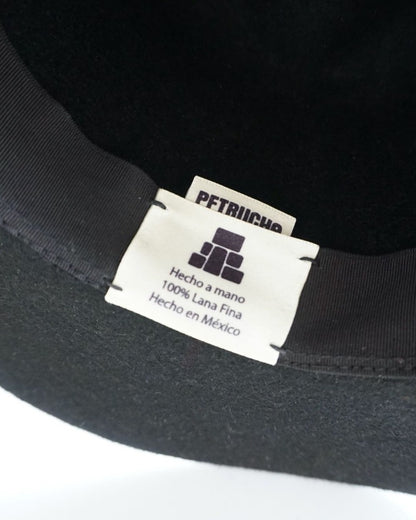 PETRUCHO
Hecho a mano
100% Lana Fina
Hecho en México